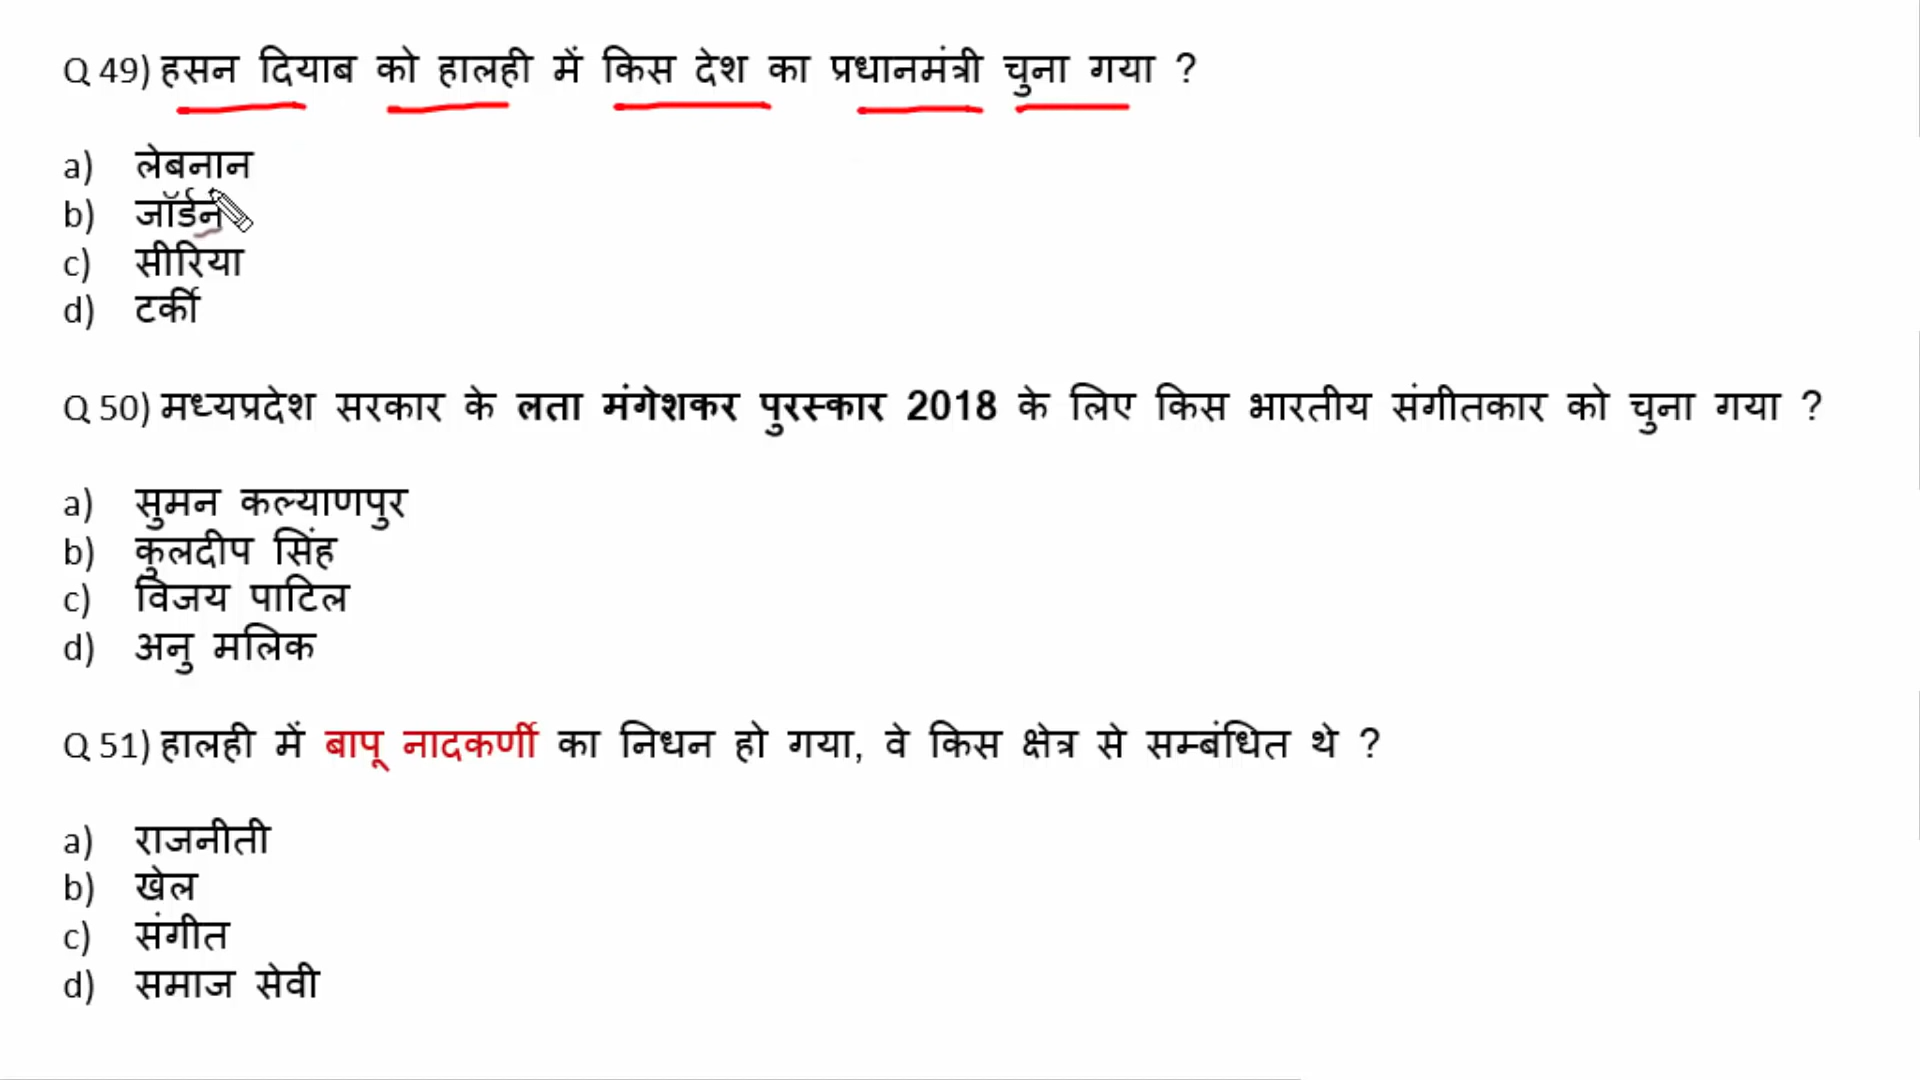 Q 49) हसन दियाब को हालही में किस देश का प्रधानमंत्री चुना गया ?
a) लेबनान
b) जॉर्डन
c) सीरिया
d) टर्की
Q 50) मध्यप्रदेश सरकार के लता मंगेशकर पुरस्कार 2018 के लिए किस भारतीय संगीतकार को चुना गया ?
a) सुमन कल्याणपुर
b) कुलदीप सिंह
c) विजय पाटिल
d) अनु मलिक
Q 51) हालही में बापू नादकर्णी का निधन हो गया, वे किस क्षेत्र से सम्बंधित थे ?
a) राजनीती
b) खेल
c) संगीत
d) समाज सेवी